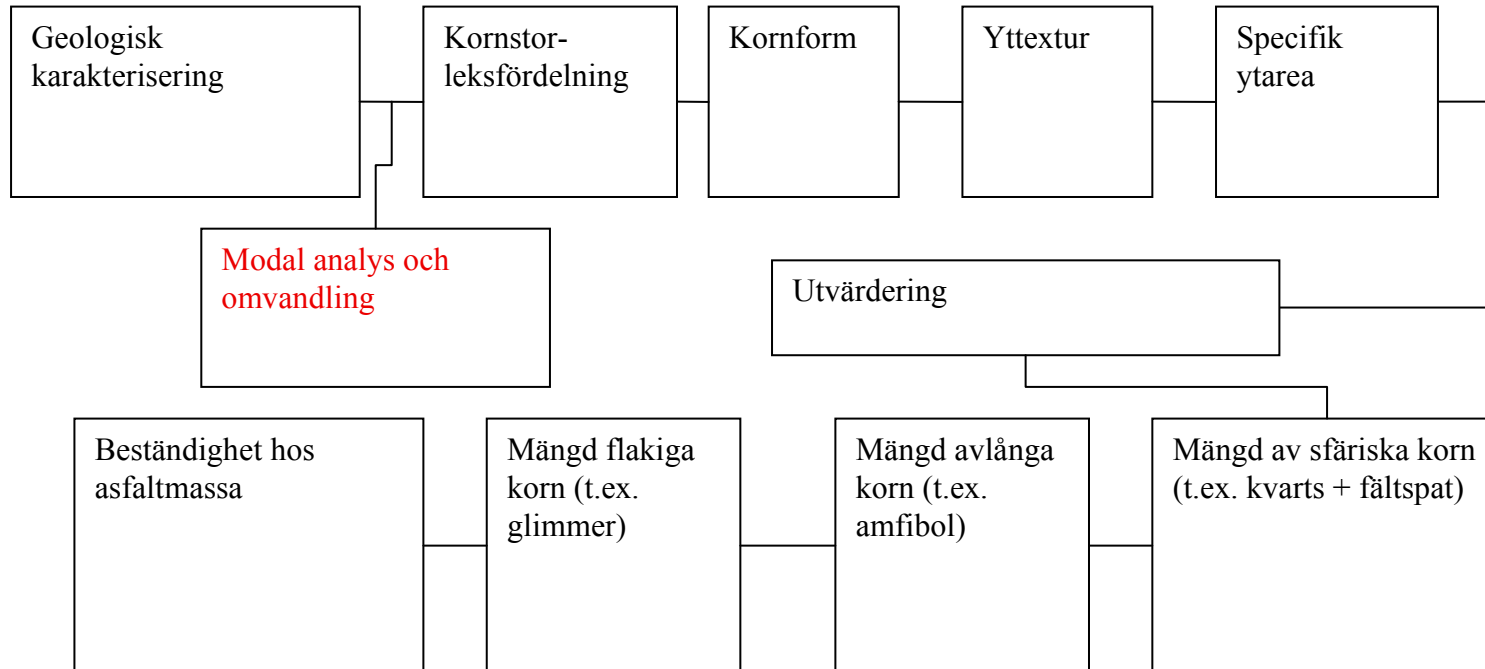 Geologisk
karakterisering
Kornstor-
leksfördelning
Kornform
Yttextur
Specifik
ytarea
Modal analys och
omvandling
Utvärdering
Beständighet hos
asfaltmassa
Mängd flakiga
korn (t.ex.
glimmer)
Mängd avlånga
korn (t.ex.
amfibol)
Mängd av sfäriska korn
(t.ex. kvarts + fältspat)